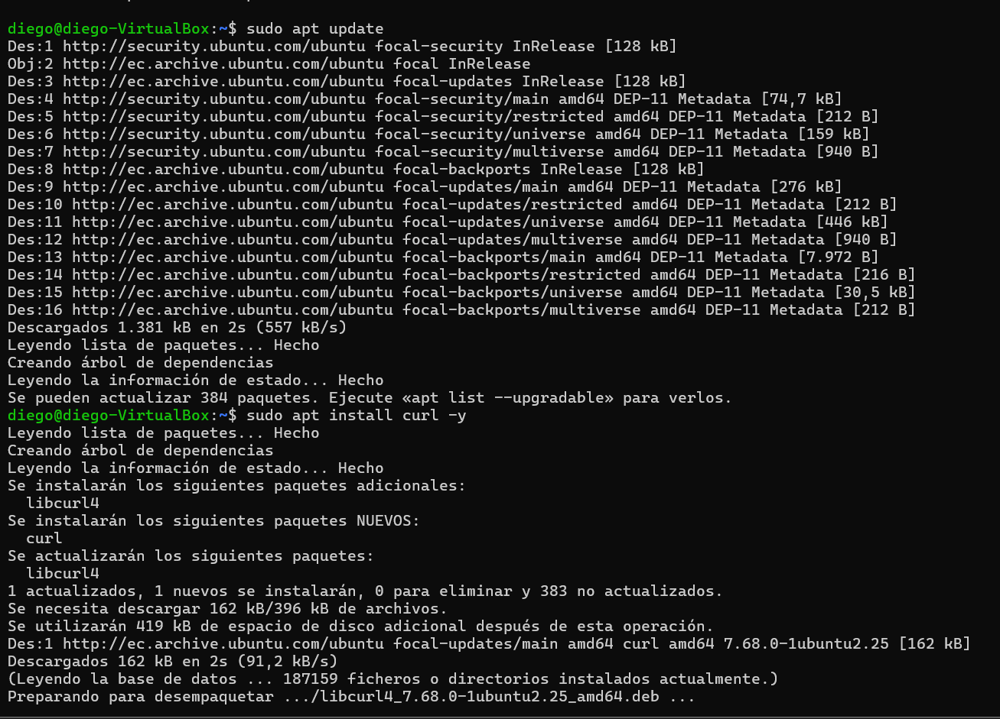 diego@diego-VirtualBox:~$ sudo apt update
Des:1 http://security.ubuntu.com/ubuntu focal-security InRelease [128 kB]
Obj:2 http://ec.archive.ubuntu.com/ubuntu focal InRelease
Des:3 http://ec.archive.ubuntu.com/ubuntu focal-updates InRelease [128 kB]
Des:4 http://security.ubuntu.com/ubuntu focal-security/main amd64 DEP-11 Metadata [74,7 kB]
Des:5 http://security.ubuntu.com/ubuntu focal-security/restricted amd64 DEP-11 Metadata [212 B]
Des:6 http://security.ubuntu.com/ubuntu focal-security/universe amd64 DEP-11 Metadata [159 kB]
Des:7 http://security.ubuntu.com/ubuntu focal-security/multiverse amd64 DEP-11 Metadata [940 B]
Des:8 http://ec.archive.ubuntu.com/ubuntu focal-backports InRelease [128 kB]
Des:9 http://ec.archive.ubuntu.com/ubuntu focal-updates/main amd64 DEP-11 Metadata [276 kB]
Des:10 http://ec.archive.ubuntu.com/ubuntu focal-updates/restricted amd64 DEP-11 Metadata [212 B]
Des:11 http://ec.archive.ubuntu.com/ubuntu focal-updates/universe amd64 DEP-11 Metadata [446 kB]
Des:12 http://ec.archive.ubuntu.com/ubuntu focal-updates/multiverse amd64 DEP-11 Metadata [940 B]
Des:13 http://ec.archive.ubuntu.com/ubuntu focal-backports/main amd64 DEP-11 Metadata [7.972 B]
Des:14 http://ec.archive.ubuntu.com/ubuntu focal-backports/restricted amd64 DEP-11 Metadata [216 B]
Des:15 http://ec.archive.ubuntu.com/ubuntu focal-backports/universe amd64 DEP-11 Metadata [30,5 kB]
Des:16 http://ec.archive.ubuntu.com/ubuntu focal-backports/multiverse amd64 DEP-11 Metadata [212 B]
Descargados 1.381 kB en 2s (557 kB/s)
Leyendo lista de paquetes... Hecho
Creando árbol de dependencias
Leyendo la información de estado... Hecho
Se pueden actualizar 384 paquetes. Ejecute «apt list --upgradable» para verlos.
diego@diego-VirtualBox:~$ sudo apt install curl -y
Leyendo lista de paquetes... Hecho
Creando árbol de dependencias
Leyendo la información de estado... Hecho
Se instalarán los siguientes paquetes adicionales:
  libcurl4
Se instalarán los siguientes paquetes NUEVOS:
  curl
Se actualizarán los siguientes paquetes:
  libcurl4
1 actualizados, 1 nuevos se instalarán, 0 para eliminar y 383 no actualizados.
Se necesita descargar 162 kB/396 kB de archivos.
Se utilizarán 419 kB de espacio de disco adicional después de esta operación.
Des:1 http://ec.archive.ubuntu.com/ubuntu focal-updates/main amd64 curl amd64 7.68.0-1ubuntu2.25 [162 kB]
Descargados 162 kB en 2s (91,2 kB/s)
(Leyendo la base de datos ... 187159 ficheros o directorios instalados actualmente.)
Preparando para desempaquetar .../libcurl4_7.68.0-1ubuntu2.25_amd64.deb ...